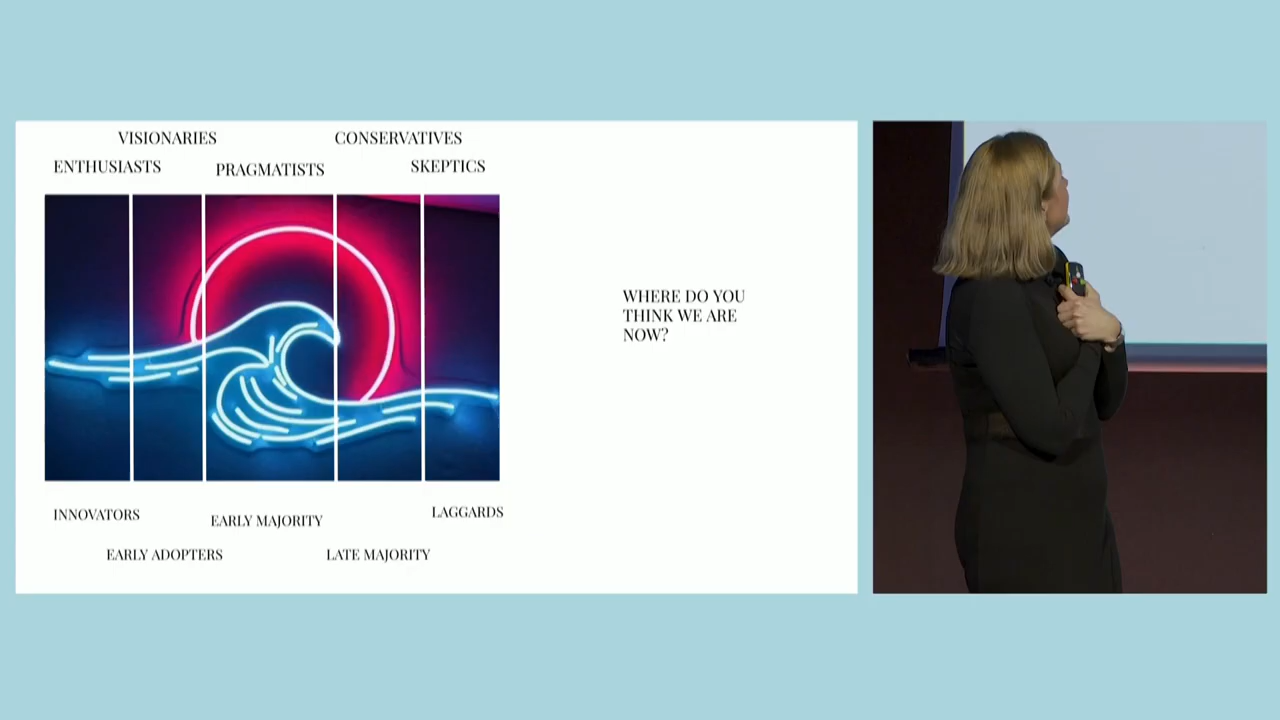 VISIONARIES
CONSERVATIVES
ENTHUSIASTS
PRAGMATISTS
SKEPTICS
WHERE DO YOU
THINK WE ARE
NOW?
INNOVATORS
EARLY MAJORITY
LAGGARDS
EARLY ADOPTERS
LATE MAJORITY